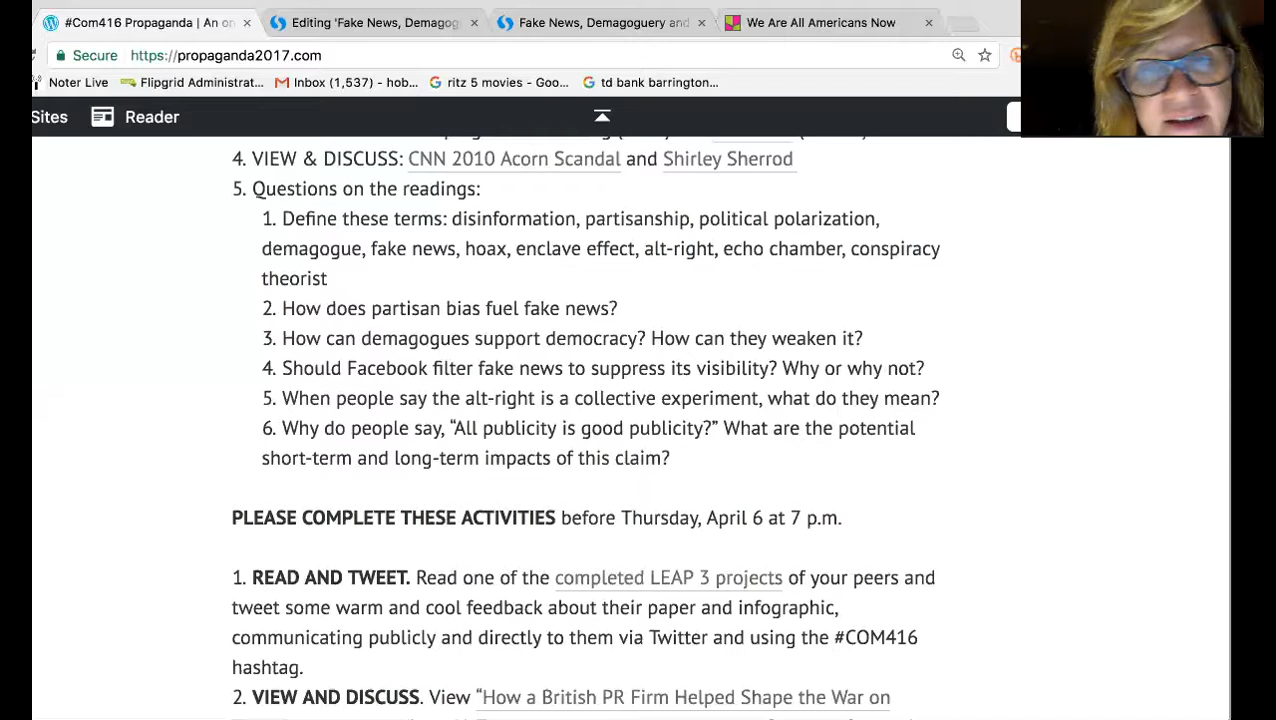 #Com416 Propaganda | An on
Editing 'Fake News, Demagog
Fake News, Demagoguery and
We Are All Americans Now
Secure https://propaganda2017.com
Noter Live
Flipgrid Administrat...
Inbox (1,537) - hob...
ritz 5 movies - Goo...
td bank barrington...
Sites
Reader
4. VIEW & DISCUSS: CNN 2010 Acorn Scandal and Shirley Sherrod
5. Questions on the readings:
1. Define these terms: disinformation, partisanship, political polarization,
demagogue, fake news, hoax, enclave effect, alt-right, echo chamber, conspiracy
theorist
2. How does partisan bias fuel fake news?
3. How can demagogues support democracy? How can they weaken it?
4. Should Facebook filter fake news to suppress its visibility? Why or why not?
5. When people say the alt-right is a collective experiment, what do they mean?
6. Why do people say, “All publicity is good publicity?” What are the potential
short-term and long-term impacts of this claim?
PLEASE COMPLETE THESE ACTIVITIES before Thursday, April 6 at 7 p.m.
1. READ AND TWEET. Read one of the completed LEAP 3 projects of your peers and
tweet some warm and cool feedback about their paper and infographic,
communicating publicly and directly to them via Twitter and using the #COM416
hashtag.
2. VIEW AND DISCUSS. View “How a British PR Firm Helped Shape the War on